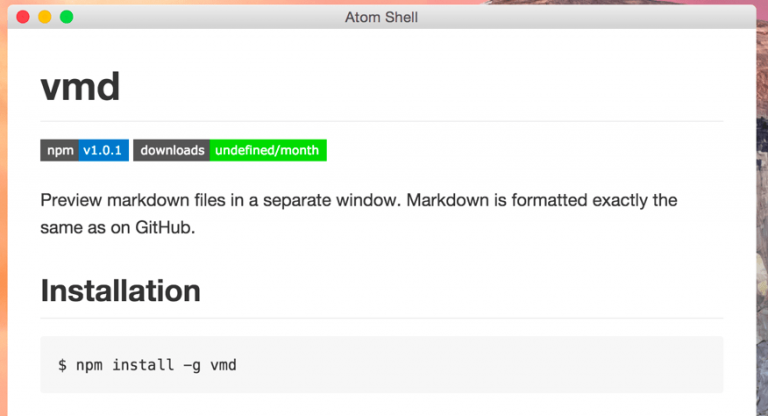 Atom Shell
vmd
npm v1.0.1 downloads undefined/month
Preview markdown files in a separate window. Markdown is formatted exactly the
same as on GitHub.
Installation
$ npm install -g vmd